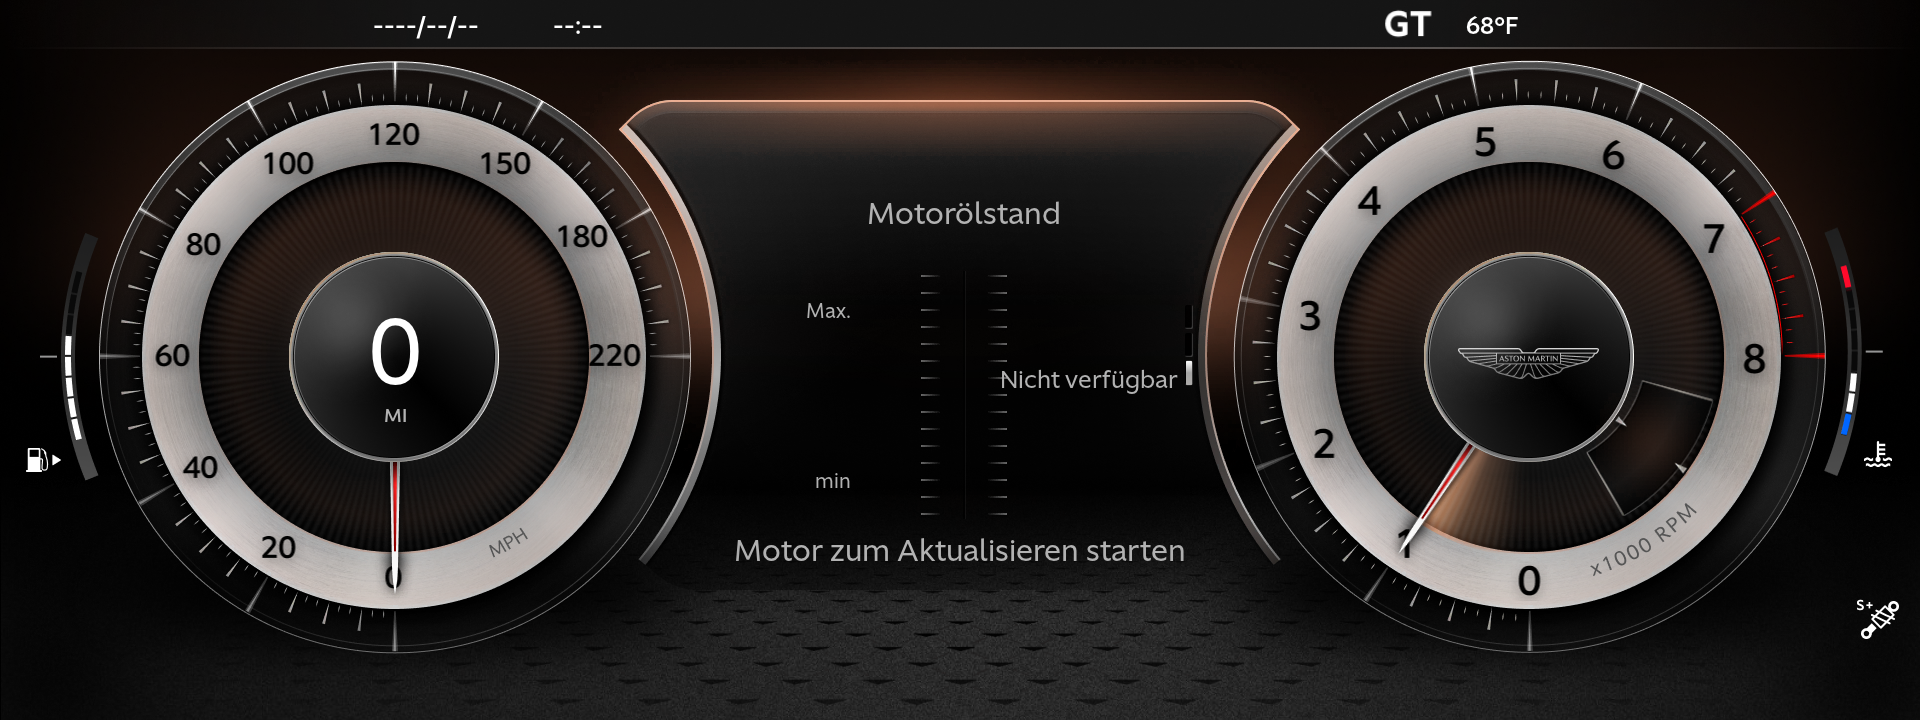 ----/--/-- --:-- GT 68°F
120
100 150
80 180
60 220
40
20
0
MPH
0
MI
Motorölstand
Max.
Nicht verfügbar
min
Motor zum Aktualisieren starten
5 6
4 7
3 8
2
1
0
x1000 RPM
ASTON MARTIN
S+